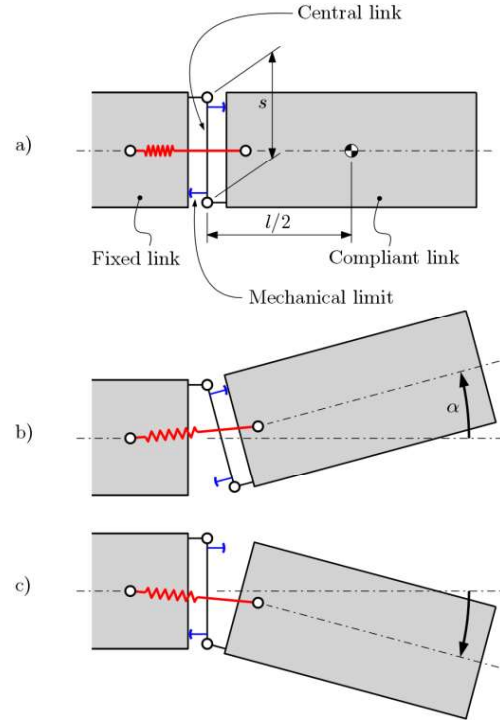 Central link
s
a)
l/2
Fixed link
Compliant link
Mechanical limit
α
b)
c)
α